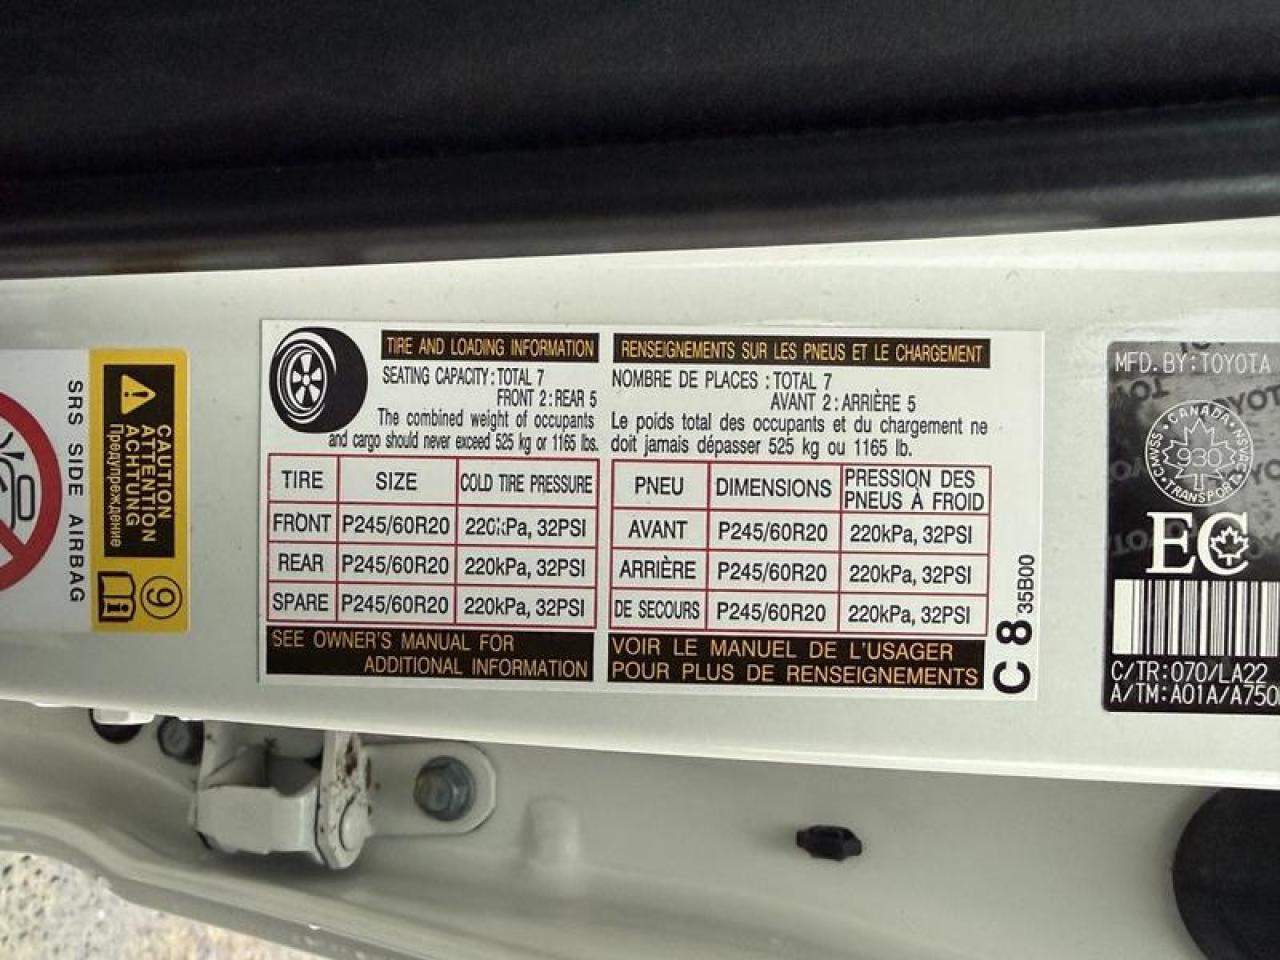 SRS SIDE AIRBAG
CAUTION
ATTENTION
ACHTUNG
Предупреждение
9
TIRE AND LOADING INFORMATION
SEATING CAPACITY: TOTAL 7
FRONT 2: REAR 5
The combined weight of occupants
and cargo should never exceed 525 kg or 1165 lbs.
TIRE SIZE COLD TIRE PRESSURE
FRONT P245/60R20 220kPa, 32PSI
REAR P245/60R20 220kPa, 32PSI
SPARE P245/60R20 220kPa, 32PSI
SEE OWNER'S MANUAL FOR
ADDITIONAL INFORMATION
RENSEIGNEMENTS SUR LES PNEUS ET LE CHARGEMENT
NOMBRE DE PLACES : TOTAL 7
AVANT 2: ARRIÈRE 5
Le poids total des occupants et du chargement ne
doit jamais dépasser 525 kg ou 1165 lb.
PNEU DIMENSIONS PRESSION DES
PNEUS À FROID
AVANT P245/60R20 220kPa, 32PSI
ARRIÈRE P245/60R20 220kPa, 32PSI
DE SECOURS P245/60R20 220kPa, 32PSI
VOIR LE MANUEL DE L'USAGER
POUR PLUS DE RENSEIGNEMENTS
C 8 35B00
MFD.BY:TOYOTA
CANADA
930
TRANSPORT
EC
C/TR:070/LA22
A/TM:A01A/A750